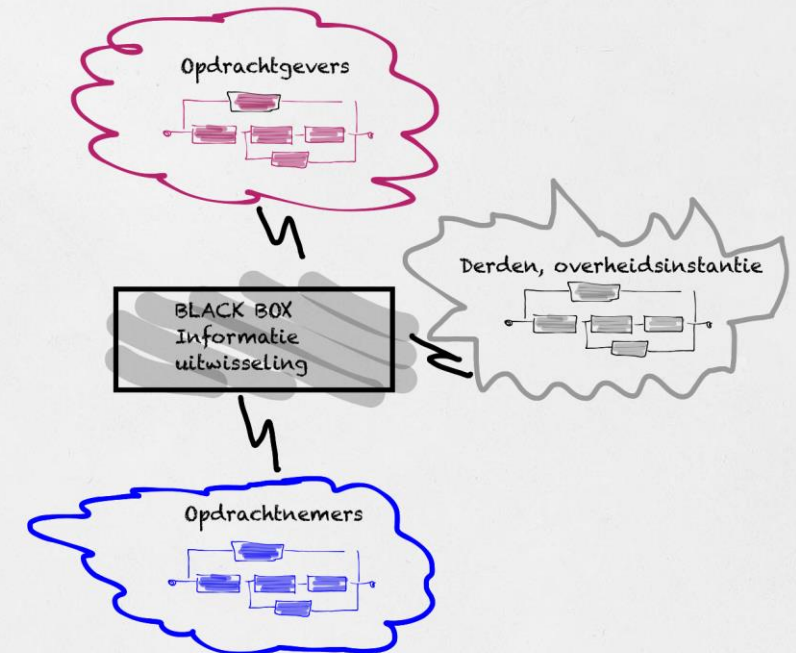 Opdrachtgevers
Derden, overheidsinstantie
BLACK BOX
Informatie
uitwisseling
Opdrachtnemers